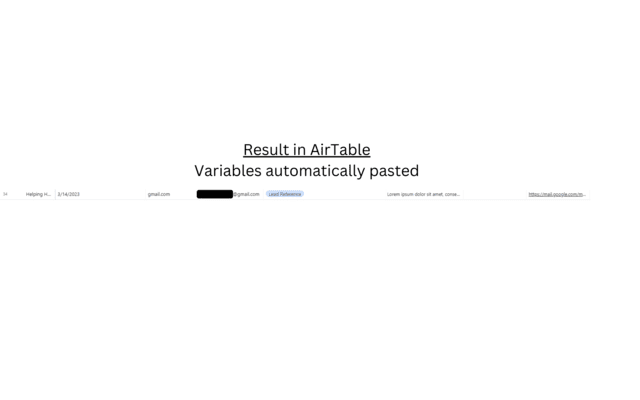 Result in AirTable
Variables automatically pasted
34 Helping H... 3/14/2023 gmail.com @gmail.com Lead Reference Lorem ipsum dolor sit amet, conse... https://mail.google.com/m...